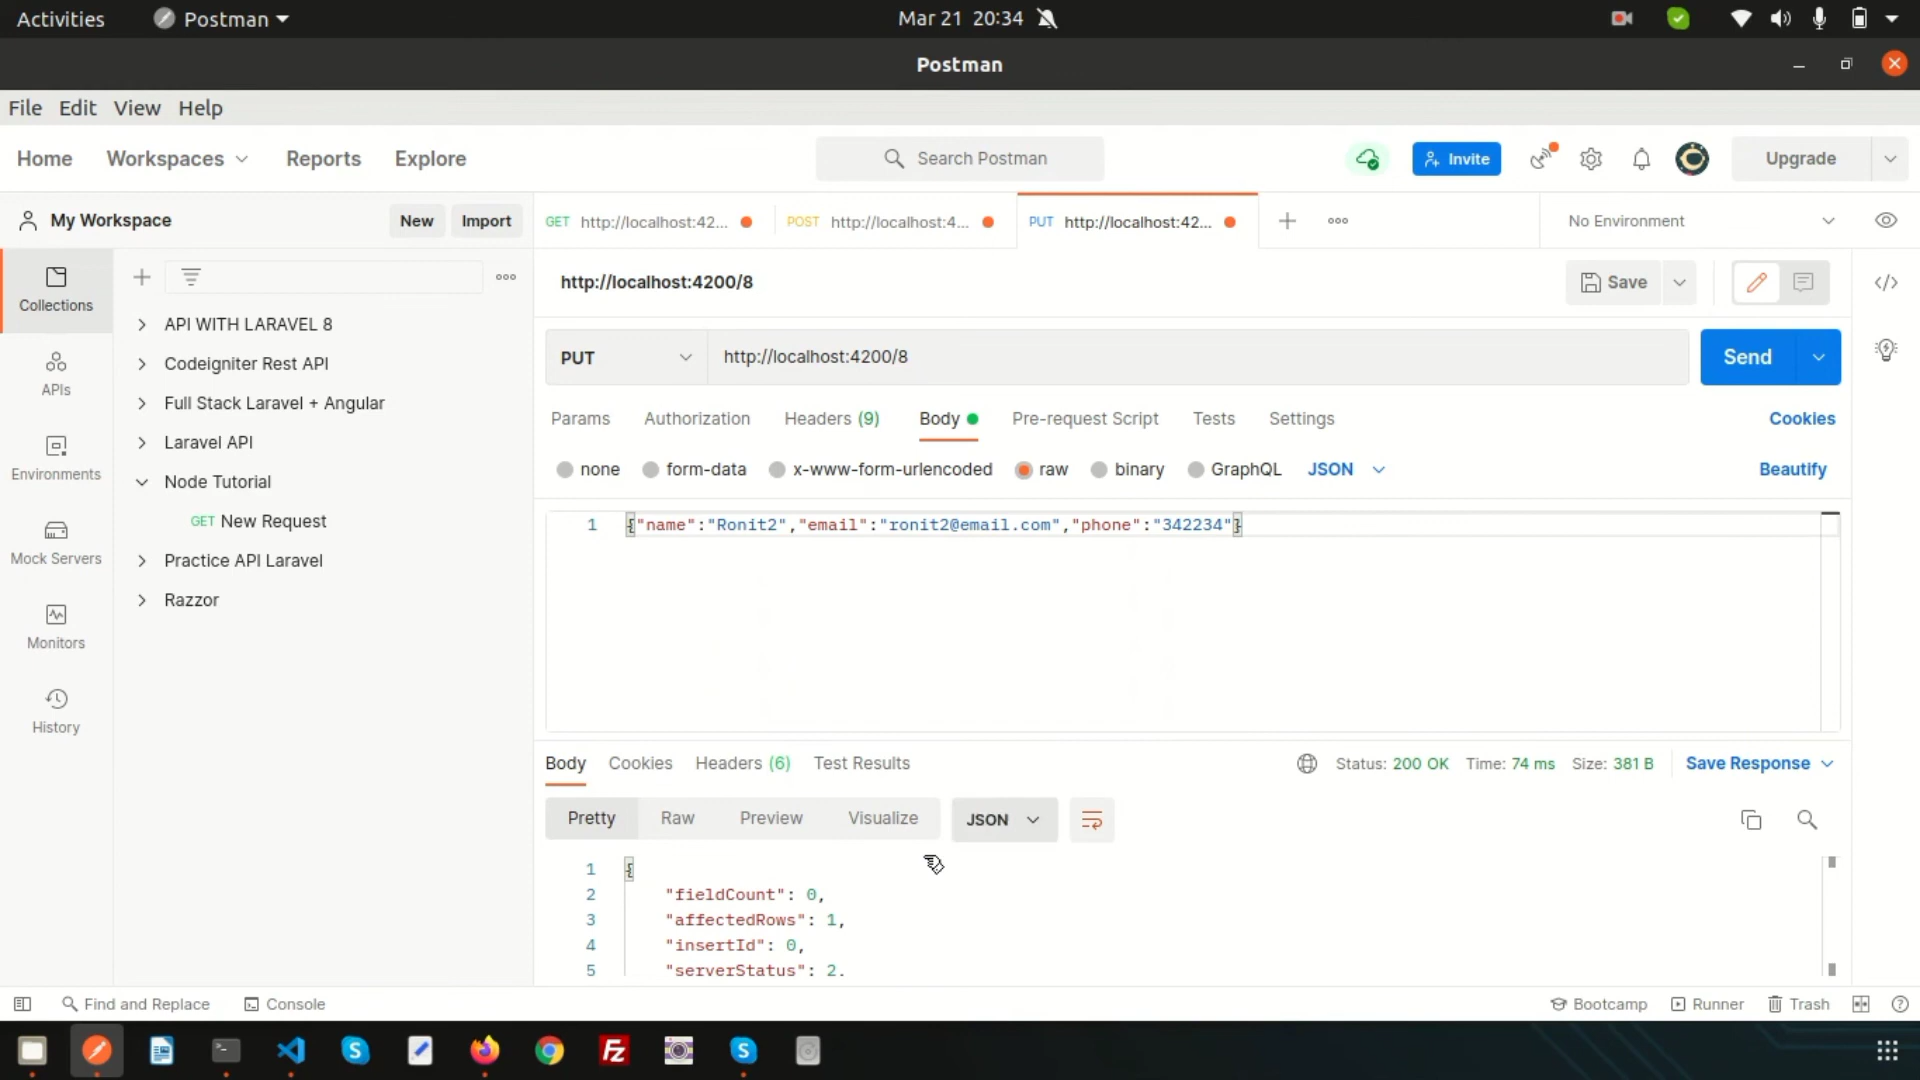 Activities Postman Mar 21 20:34
Postman
File Edit View Help
Home Workspaces Reports Explore Search Postman Invite Upgrade
My Workspace New Import GET http://localhost:42... POST http://localhost:4... PUT http://localhost:42... No Environment
Collections
APIs
Environments
Mock Servers
Monitors
History
API WITH LARAVEL 8
Codeigniter Rest API
Full Stack Laravel + Angular
Laravel API
Node Tutorial
GET New Request
Practice API Laravel
Razzor
http://localhost:4200/8 Save
PUT http://localhost:4200/8 Send
Params Authorization Headers (9) Body Pre-request Script Tests Settings Cookies
none form-data x-www-form-urlencoded raw binary GraphQL JSON Beautify
1 {"name":"Ronit2","email":"ronit2@email.com","phone":"342234"}
Body Cookies Headers (6) Test Results Status: 200 OK Time: 74 ms Size: 381 B Save Response
Pretty Raw Preview Visualize JSON
1 {
2 "fieldCount": 0,
3 "affectedRows": 1,
4 "insertId": 0,
5 "serverStatus": 2,
Find and Replace Console Bootcamp Runner Trash